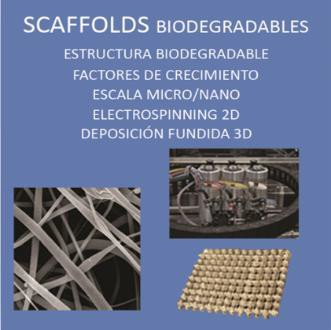 SCAFFOLDS BIODEGRADABLES
ESTRUCTURA BIODEGRADABLE
FACTORES DE CRECIMIENTO
ESCALA MICRO/NANO
ELECTROSPINNING 2D
DEPOSICIÓN FUNDIDA 3D